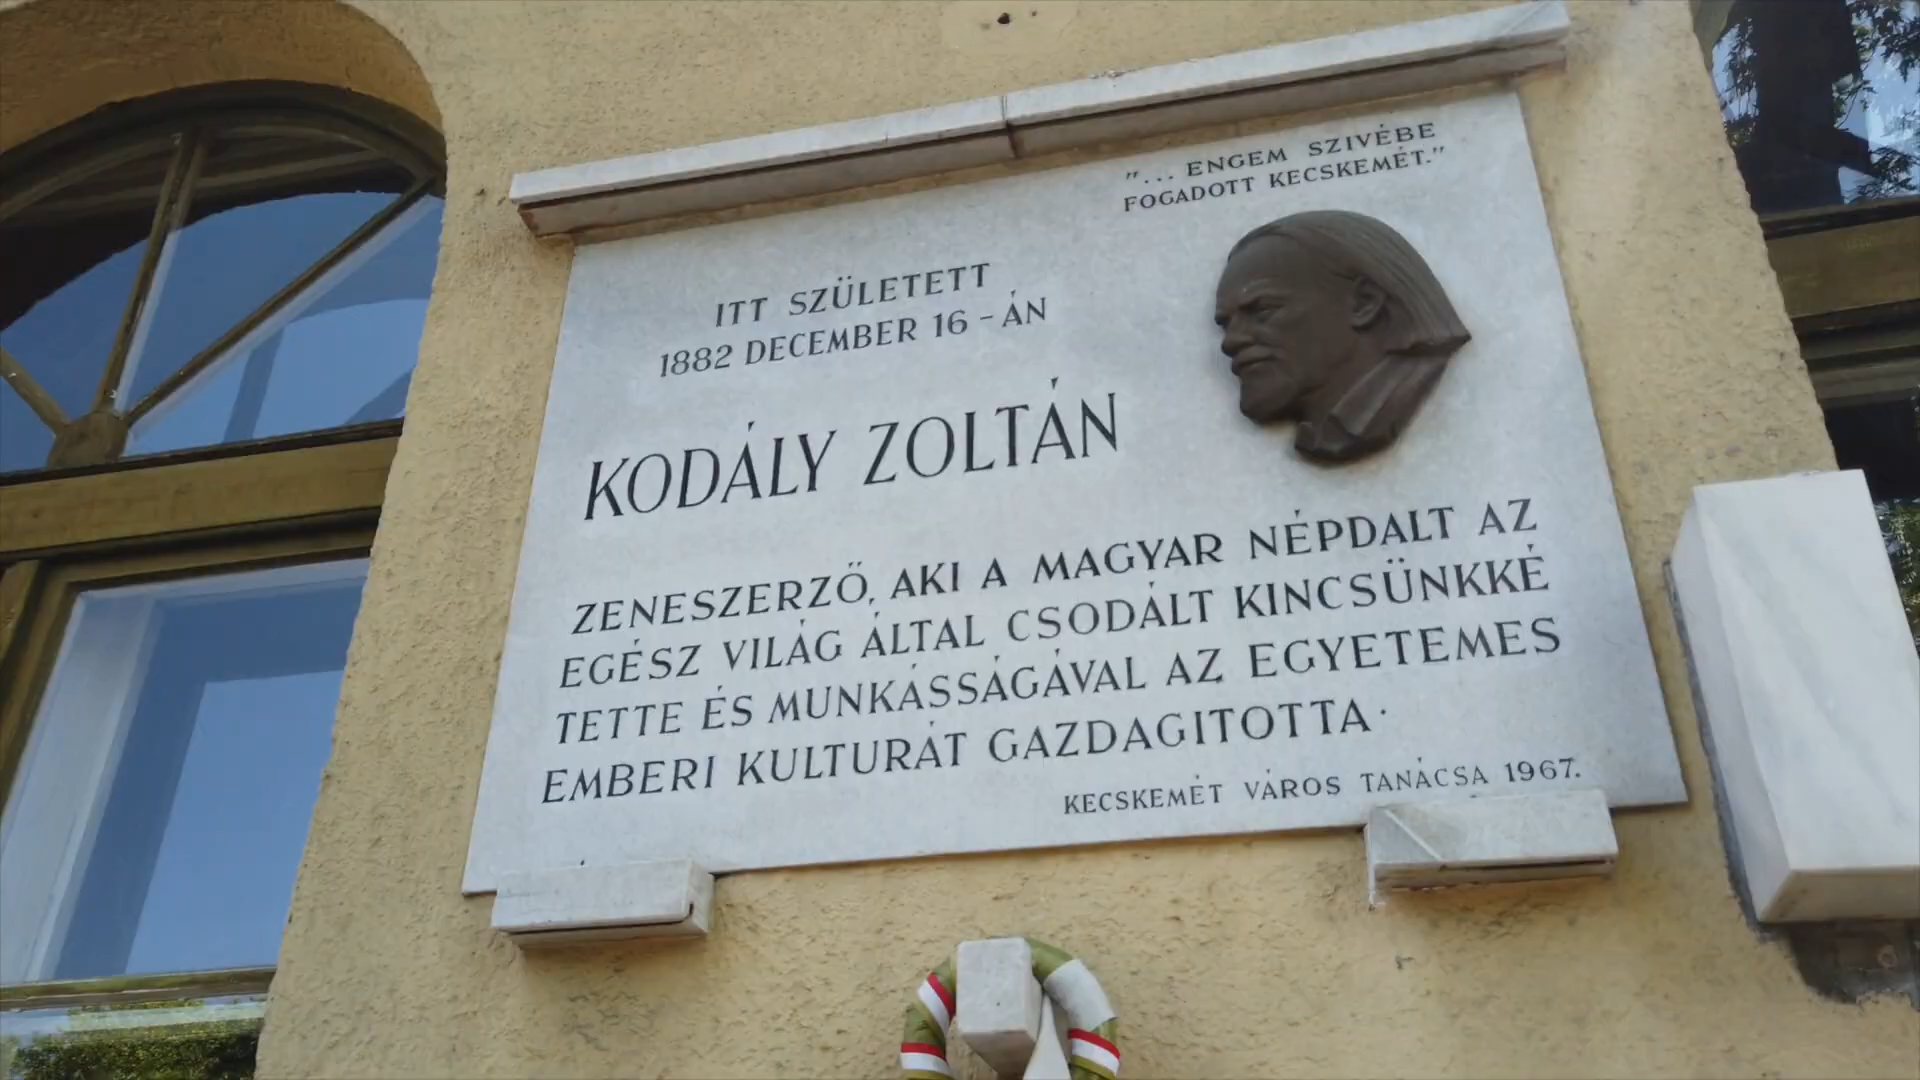 "... ENGEM SZIVÉBE
FOGADOTT KECSKEMÉT."
ITT SZÜLETETT
1882 DECEMBER 16-ÁN
KODÁLY ZOLTÁN
ZENESZERZŐ, AKI A MAGYAR NÉPDALT AZ
EGÉSZ VILÁG ÁLTAL CSODÁLT KINCSÜNKKÉ
TETTE ÉS MUNKÁSSÁGÁVAL AZ EGYETEMES
EMBERI KULTURÁT GAZDAGITOTTA.
KECSKEMÉT VÁROS TANÁCSA 1967.